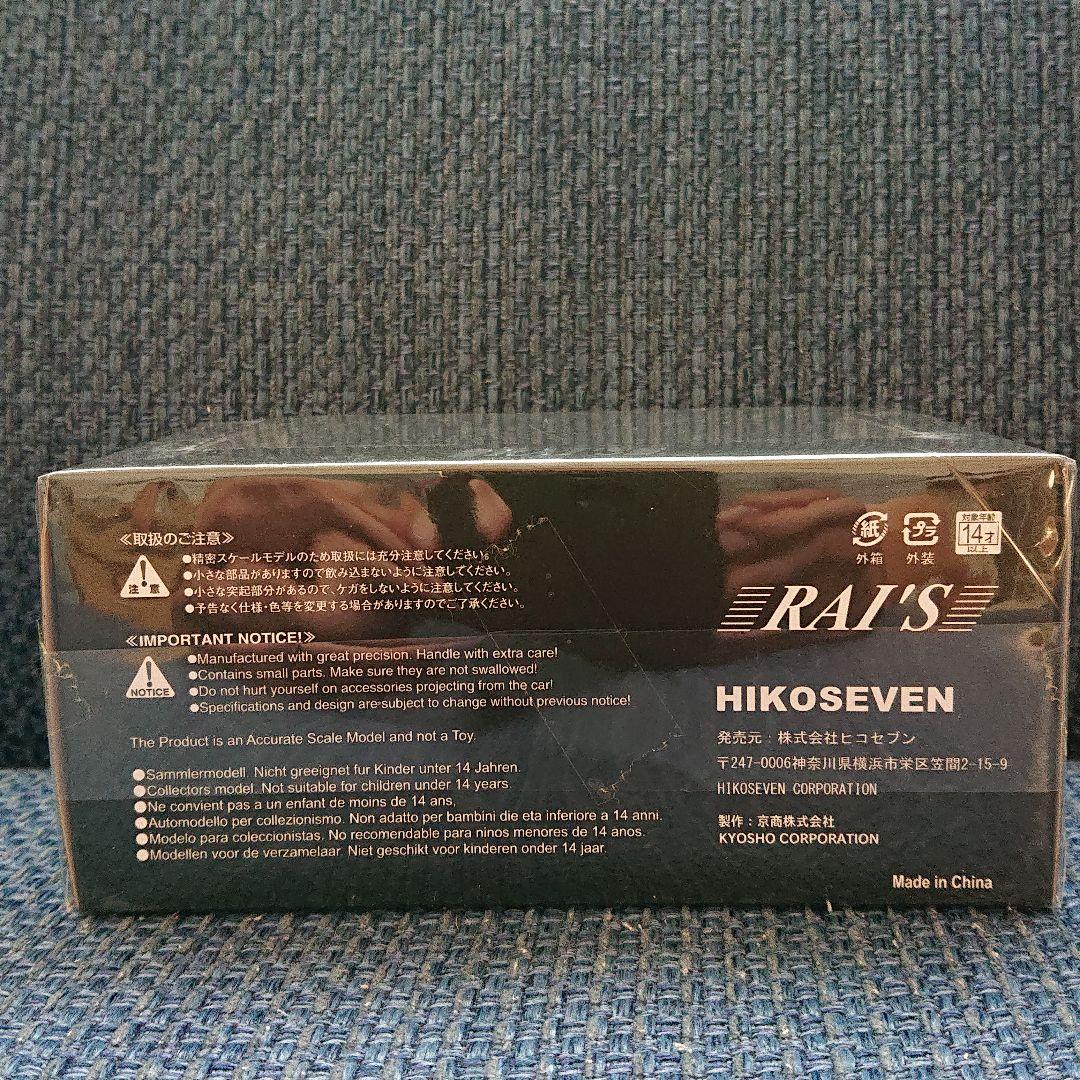 ≪取扱のご注意≫
注意
●精密スケールモデルのため取扱には充分注意してください。
●小さな部品がありますので飲み込まないように注意してください。
●小さな突起部分があるので、ケガをしないように注意してください。
●予告なく仕様・色等を変更する場合がありますのでご了承ください。
≪IMPORTANT NOTICE!≫
NOTICE
●Manufactured with great precision. Handle with extra care!
●Contains small parts. Make sure they are not swallowed!
●Do not hurt yourself on accessories projecting from the car!
●Specifications and design are subject to change without previous notice!
The Product is an Accurate Scale Model and not a Toy.
●Sammlermodell. Nicht geeignet fur Kinder unter 14 Jahren.
●Collectors model. Not suitable for children under 14 years.
●Ne convient pas a un enfant de moins de 14 ans,
●Automodello per collezionismo. Non adatto per bambini die eta inferiore a 14 anni.
●Modelo para coleccionistas. No recomendable para ninos menores de 14 anos.
●Modellen voor de verzamelaar. Niet geschikt voor kinderen onder 14 jaar.
紙
外箱
プラ
外装
対象年齢
14才
以上
RAI'S
HIKOSEVEN
発売元：株式会社ヒコセブン
〒247-0006神奈川県横浜市栄区笠間2-15-9
HIKOSEVEN CORPORATION
製作：京商株式会社
KYOSHO CORPORATION
Made in China